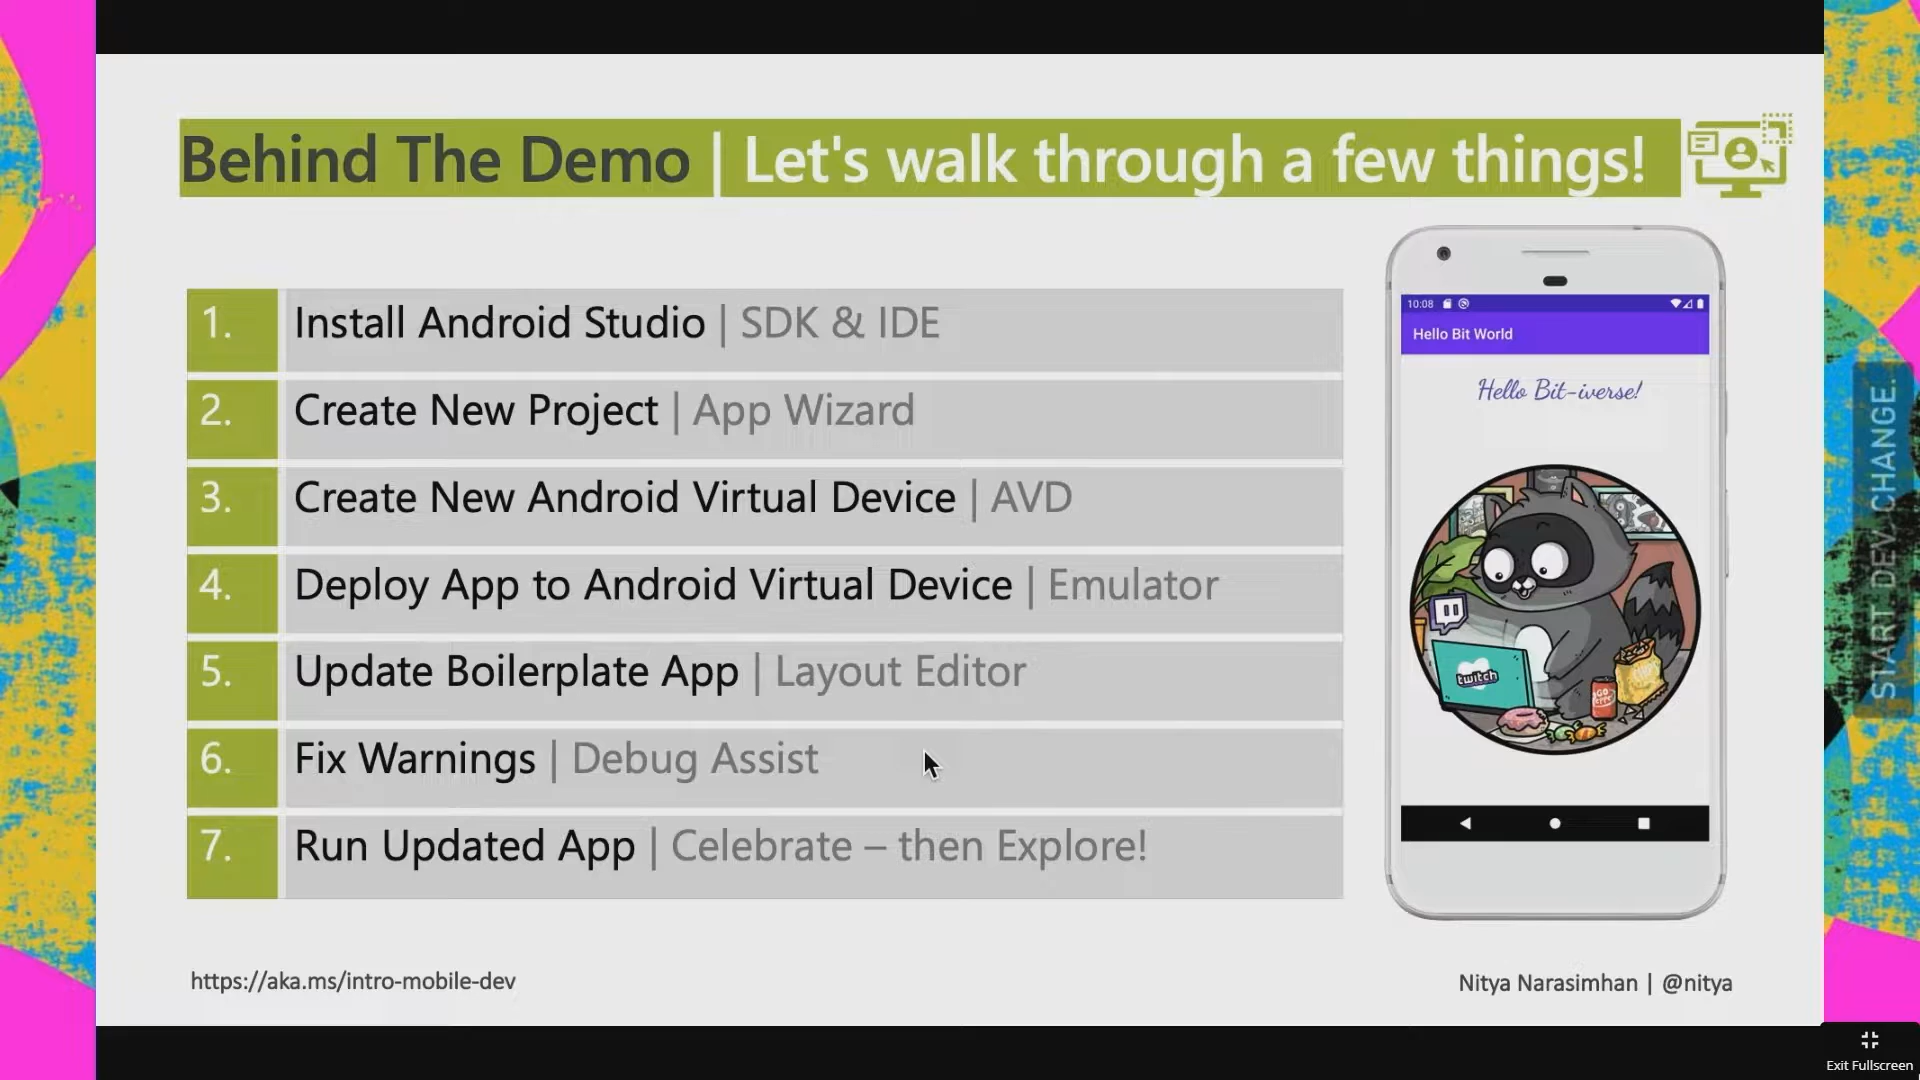 Behind The Demo | Let's walk through a few things!
1. Install Android Studio | SDK & IDE
2. Create New Project | App Wizard
3. Create New Android Virtual Device | AVD
4. Deploy App to Android Virtual Device | Emulator
5. Update Boilerplate App | Layout Editor
6. Fix Warnings | Debug Assist
7. Run Updated App | Celebrate – then Explore!
10:08
Hello Bit World
Hello Bit-iverse!
twitch
https://aka.ms/intro-mobile-dev
Nitya Narasimhan | @nitya
START. DEV. CHANGE.
Exit Fullscreen